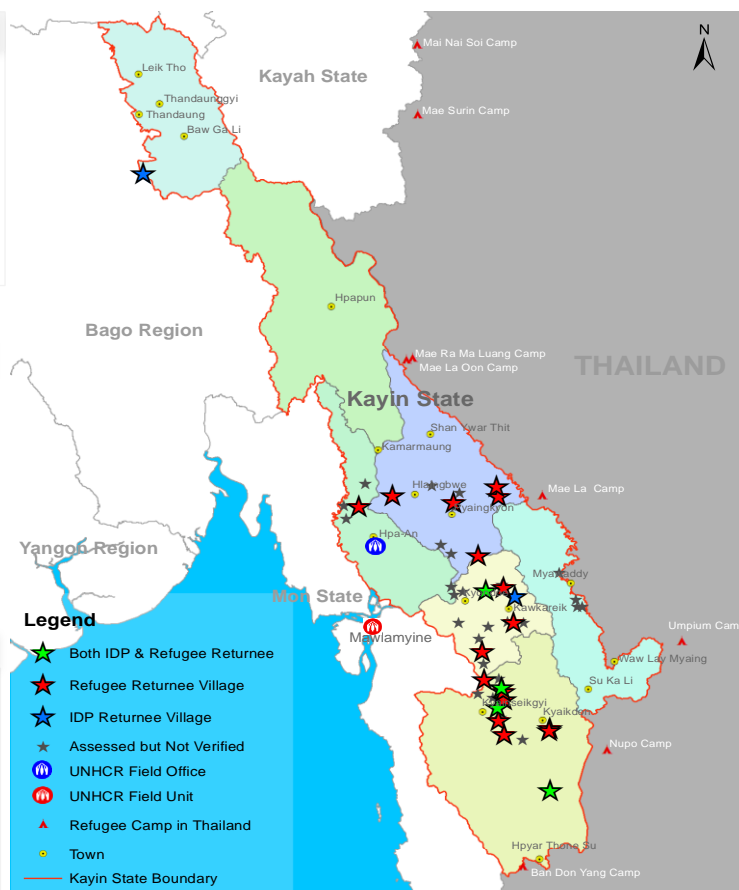 N
Mai Nai Soi Camp
Leik Tho
Kayah State
Thandaunggyi
Thandaung
Mae Surin Camp
Baw Ga Li
Hpapun
Bago Region
Mae Ra Ma Luang Camp
Mae La Oon Camp
THAILAND
Kayin State
Shan Ywar Thit
Kamarmaung
Hlaingbwe
Mae La Camp
Hpa-An
Yangon Region
Mon State
Kawkareik
Mawlamyine
Umpium Cam
Waw Lay Myaing
Su Ka Li
Kyaikdon
Nupo Camp
Hpyar Thone Su
Ban Don Yang Camp
Legend
Both IDP & Refugee Returnee
Refugee Returnee Village
IDP Returnee Village
Assessed but Not Verified
UNHCR Field Office
UNHCR Field Unit
Refugee Camp in Thailand
Town
Kayin State Boundary